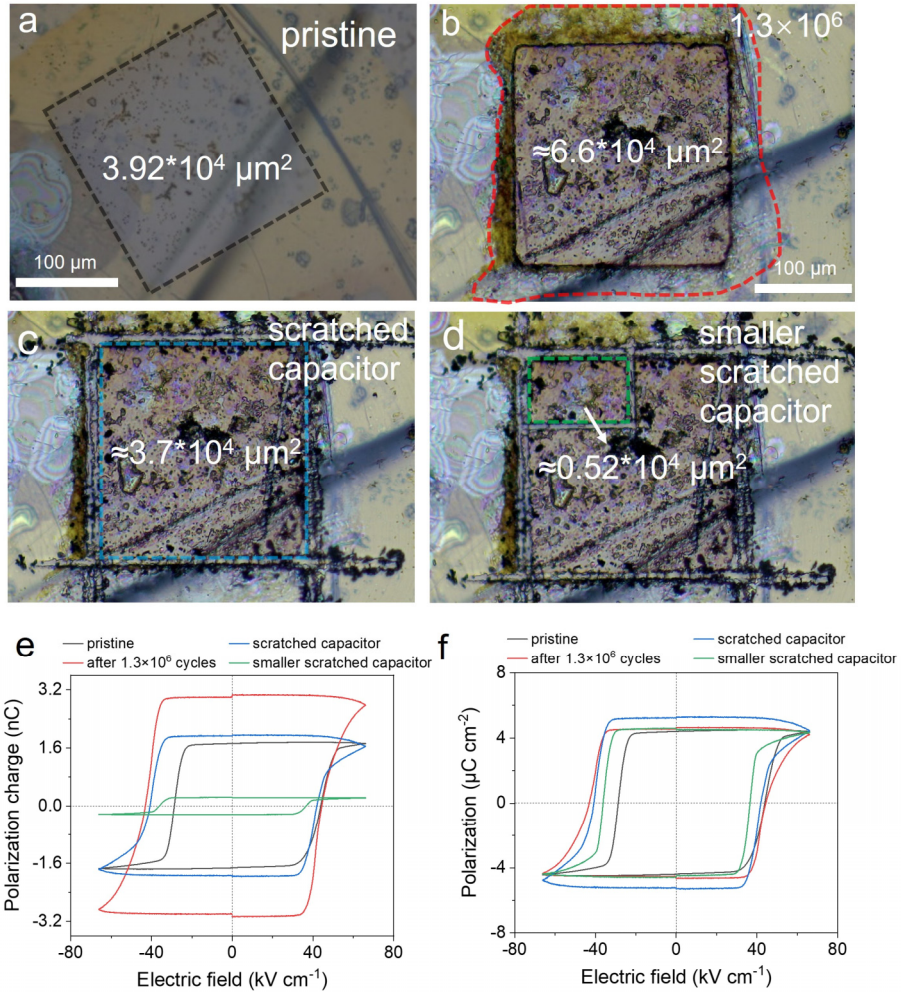 a
pristine
3.92*10⁴ μm²
100 μm
b
1.3×10⁶
≈6.6*10⁴ μm²
100 μm
c
scratched
capacitor
≈3.7*10⁴ μm²
d
smaller
scratched
capacitor
≈0.52*10⁴ μm²
e
pristine
scratched capacitor
after 1.3×10⁶ cycles
smaller scratched capacitor
Polarization charge (nC)
3.2
1.6
0.0
-1.6
-3.2
-80
-40
0
40
80
Electric field (kV cm⁻¹)
f
pristine
scratched capacitor
after 1.3×10⁶ cycles
smaller scratched capacitor
Polarization (μC cm⁻²)
8
4
0
-4
-8
-80
-40
0
40
80
Electric field (kV cm⁻¹)